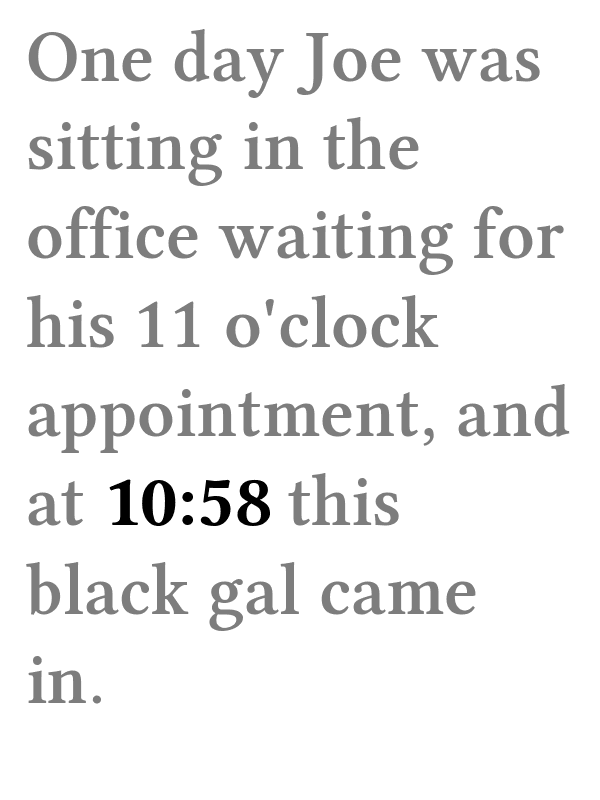 One day Joe was
sitting in the
office waiting for
his 11 o'clock
appointment, and
at 10:58 this
black gal came
in.